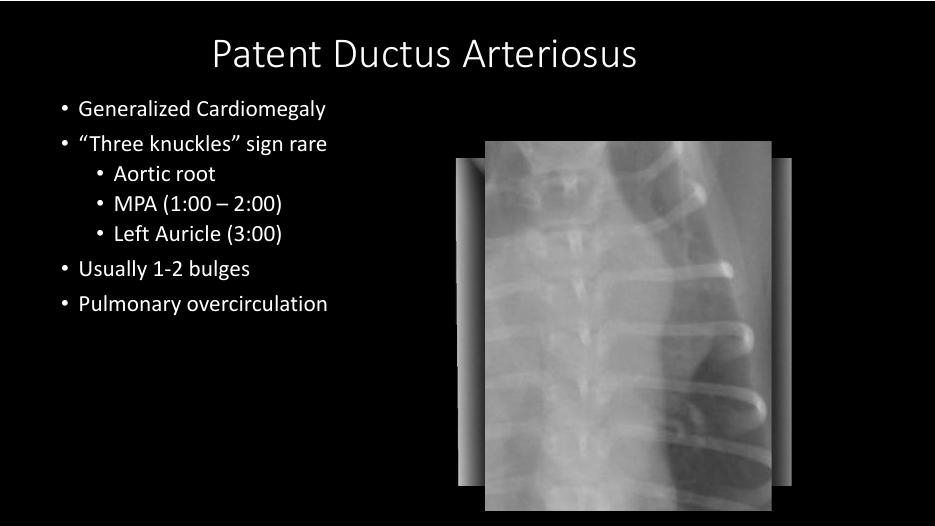 Patent Ductus Arteriosus
• Generalized Cardiomegaly
• “Three knuckles” sign rare
• Aortic root
• MPA (1:00 – 2:00)
• Left Auricle (3:00)
• Usually 1-2 bulges
• Pulmonary overcirculation